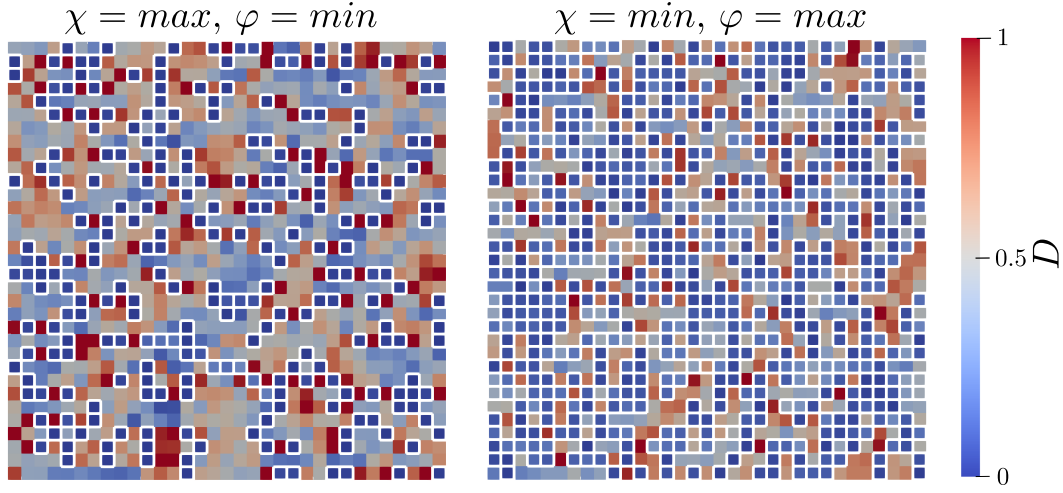 χ = max, φ = min
χ = min, φ = max
1
0.5
D
0